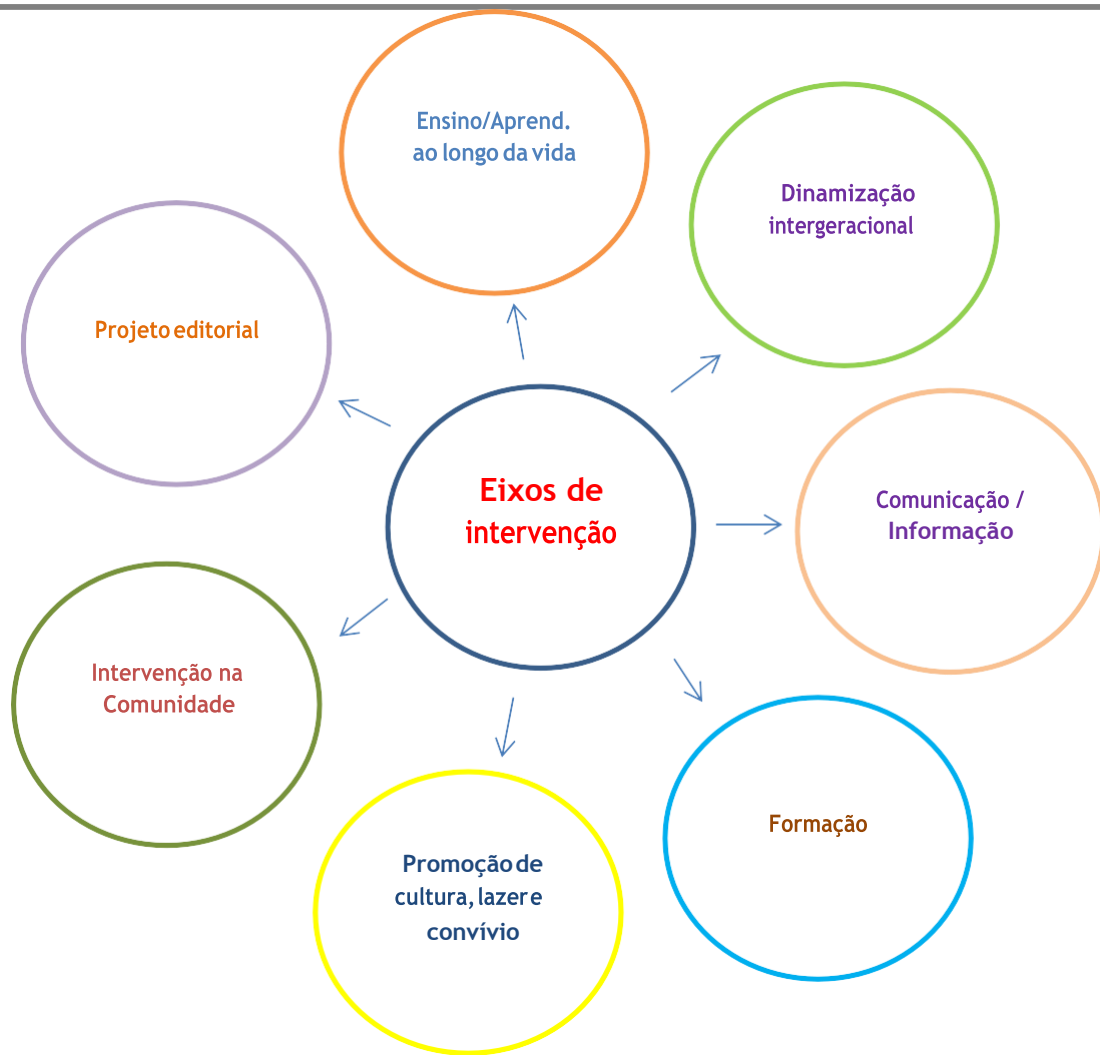 Ensino/Aprend.
ao longo da vida
Dinamização
intergeracional
Projeto editorial
Eixos de
intervenção
Comunicação /
Informação
Intervenção na
Comunidade
Formação
Promoção de
cultura, lazer e
convívio